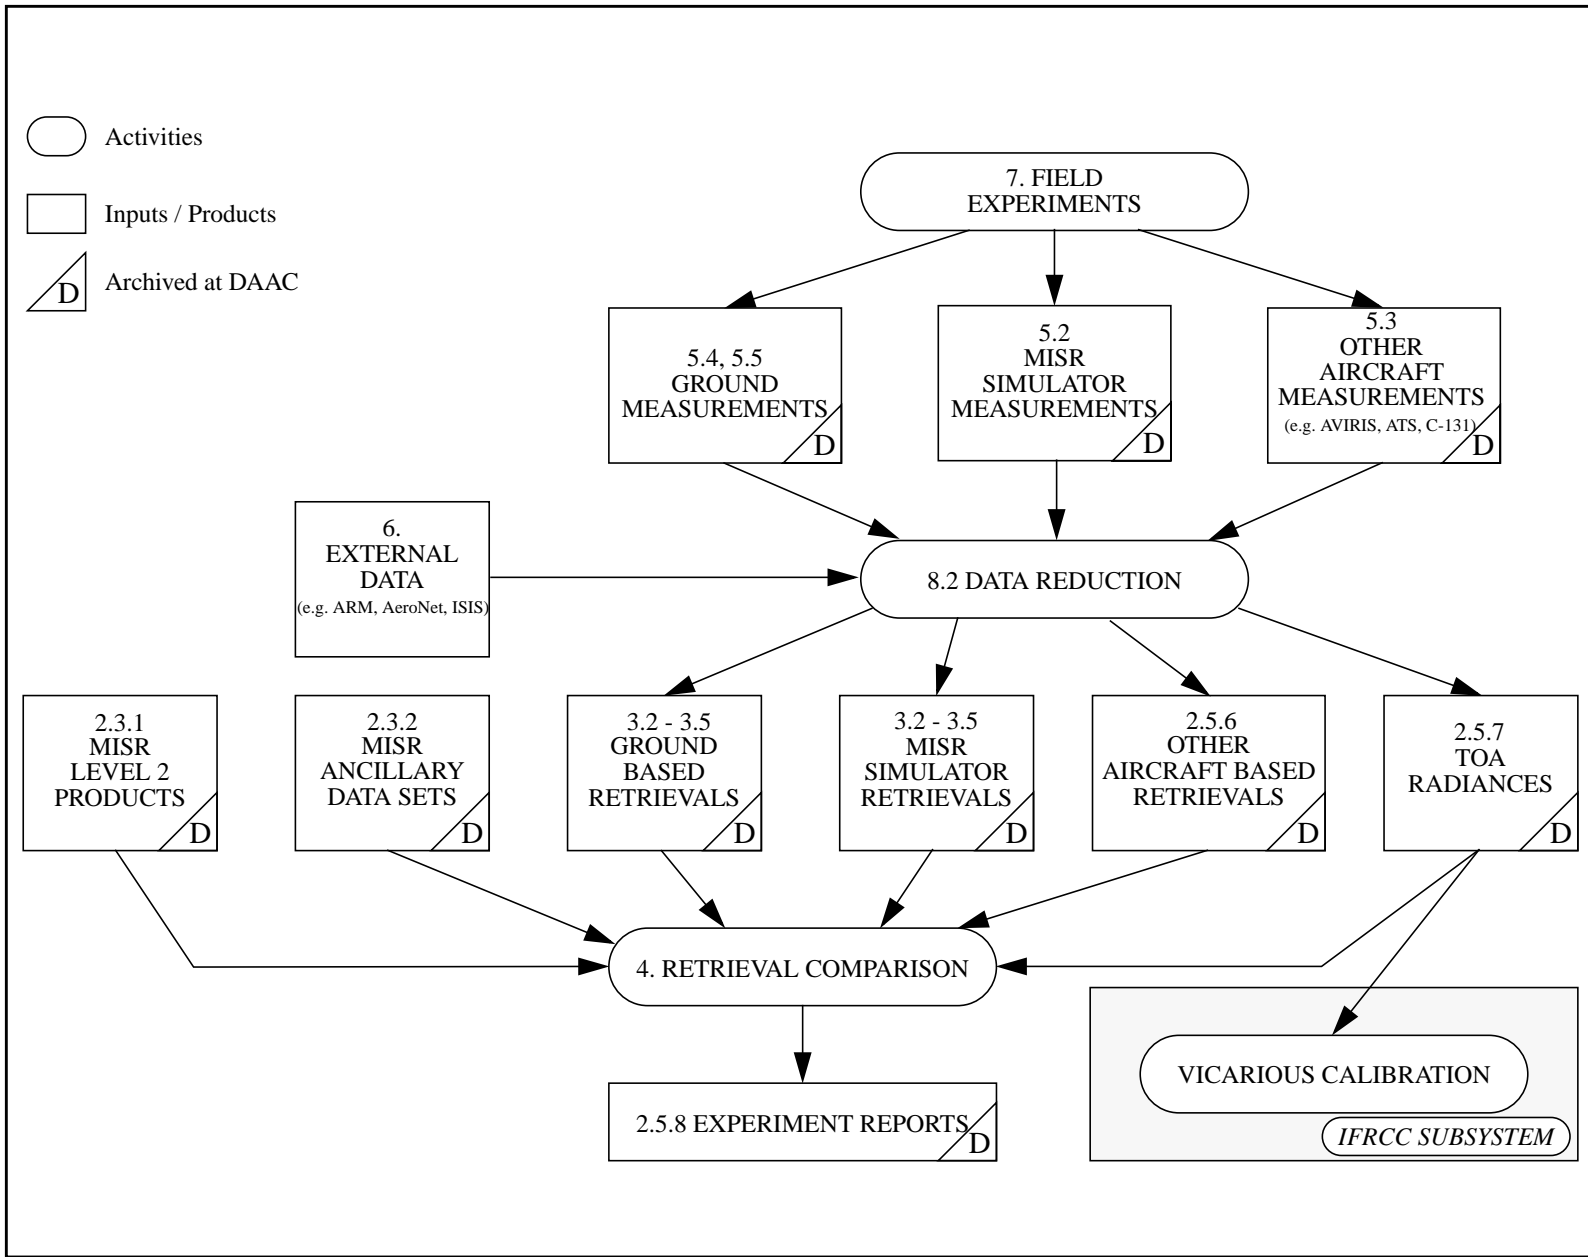 Activities
Inputs / Products
D
Archived at DAAC
7. FIELD
EXPERIMENTS
5.4, 5.5
GROUND
MEASUREMENTS
D
5.2
MISR
SIMULATOR
MEASUREMENTS
D
5.3
OTHER
AIRCRAFT
MEASUREMENTS
(e.g. AVIRIS, ATS, C-131)
D
6.
EXTERNAL
DATA
(e.g. ARM, AeroNet, ISIS)
8.2 DATA REDUCTION
2.3.1
MISR
LEVEL 2
PRODUCTS
D
2.3.2
MISR
ANCILLARY
DATA SETS
D
3.2 - 3.5
GROUND
BASED
RETRIEVALS
D
3.2 - 3.5
MISR
SIMULATOR
RETRIEVALS
D
2.5.6
OTHER
AIRCRAFT BASED
RETRIEVALS
D
2.5.7
TOA
RADIANCES
D
4. RETRIEVAL COMPARISON
2.5.8 EXPERIMENT REPORTS
D
VICARIOUS CALIBRATION
IFRCC SUBSYSTEM